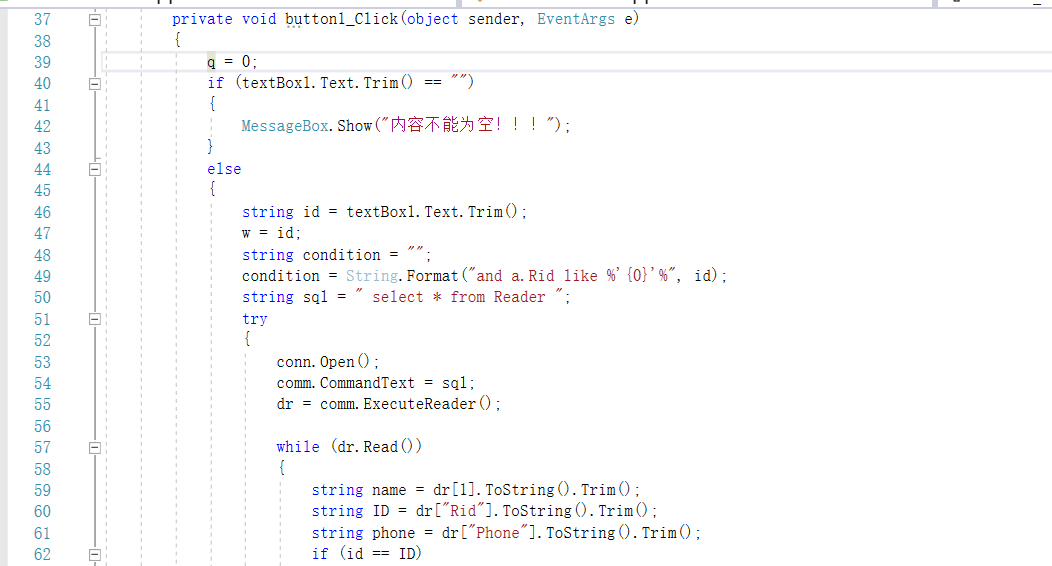 37 private void button1_Click(object sender, EventArgs e)
38 {
39 q = 0;
40 if (textBox1.Text.Trim() == "")
41 {
42 MessageBox.Show("内容不能为空!！！");
43 }
44 else
45 {
46 string id = textBox1.Text.Trim();
47 w = id;
48 string condition = "";
49 condition = String.Format("and a.Rid like %'{0}'%", id);
50 string sql = " select * from Reader ";
51 try
52 {
53 conn.Open();
54 comm.CommandText = sql;
55 dr = comm.ExecuteReader();
56
57 while (dr.Read())
58 {
59 string name = dr[1].ToString().Trim();
60 string ID = dr["Rid"].ToString().Trim();
61 string phone = dr["Phone"].ToString().Trim();
62 if (id == ID)